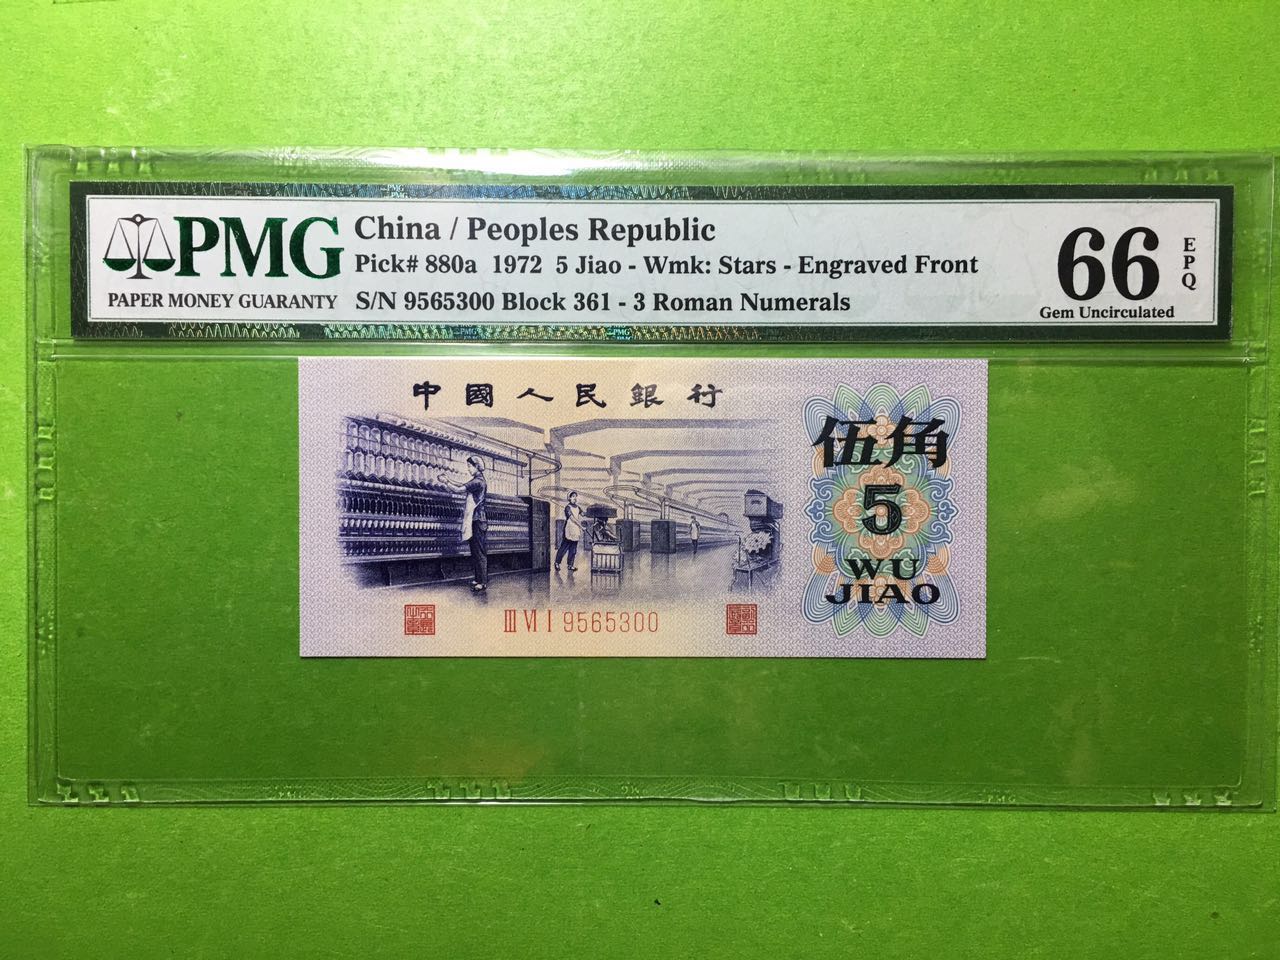 PMG
PAPER MONEY GUARANTY
China / Peoples Republic
Pick# 880a 1972 5 Jiao - Wmk: Stars - Engraved Front
S/N 9565300 Block 361 - 3 Roman Numerals
66
EPQ
Gem Uncirculated
中國人民銀行
伍角
5
WU
JIAO
III VI I 9565300